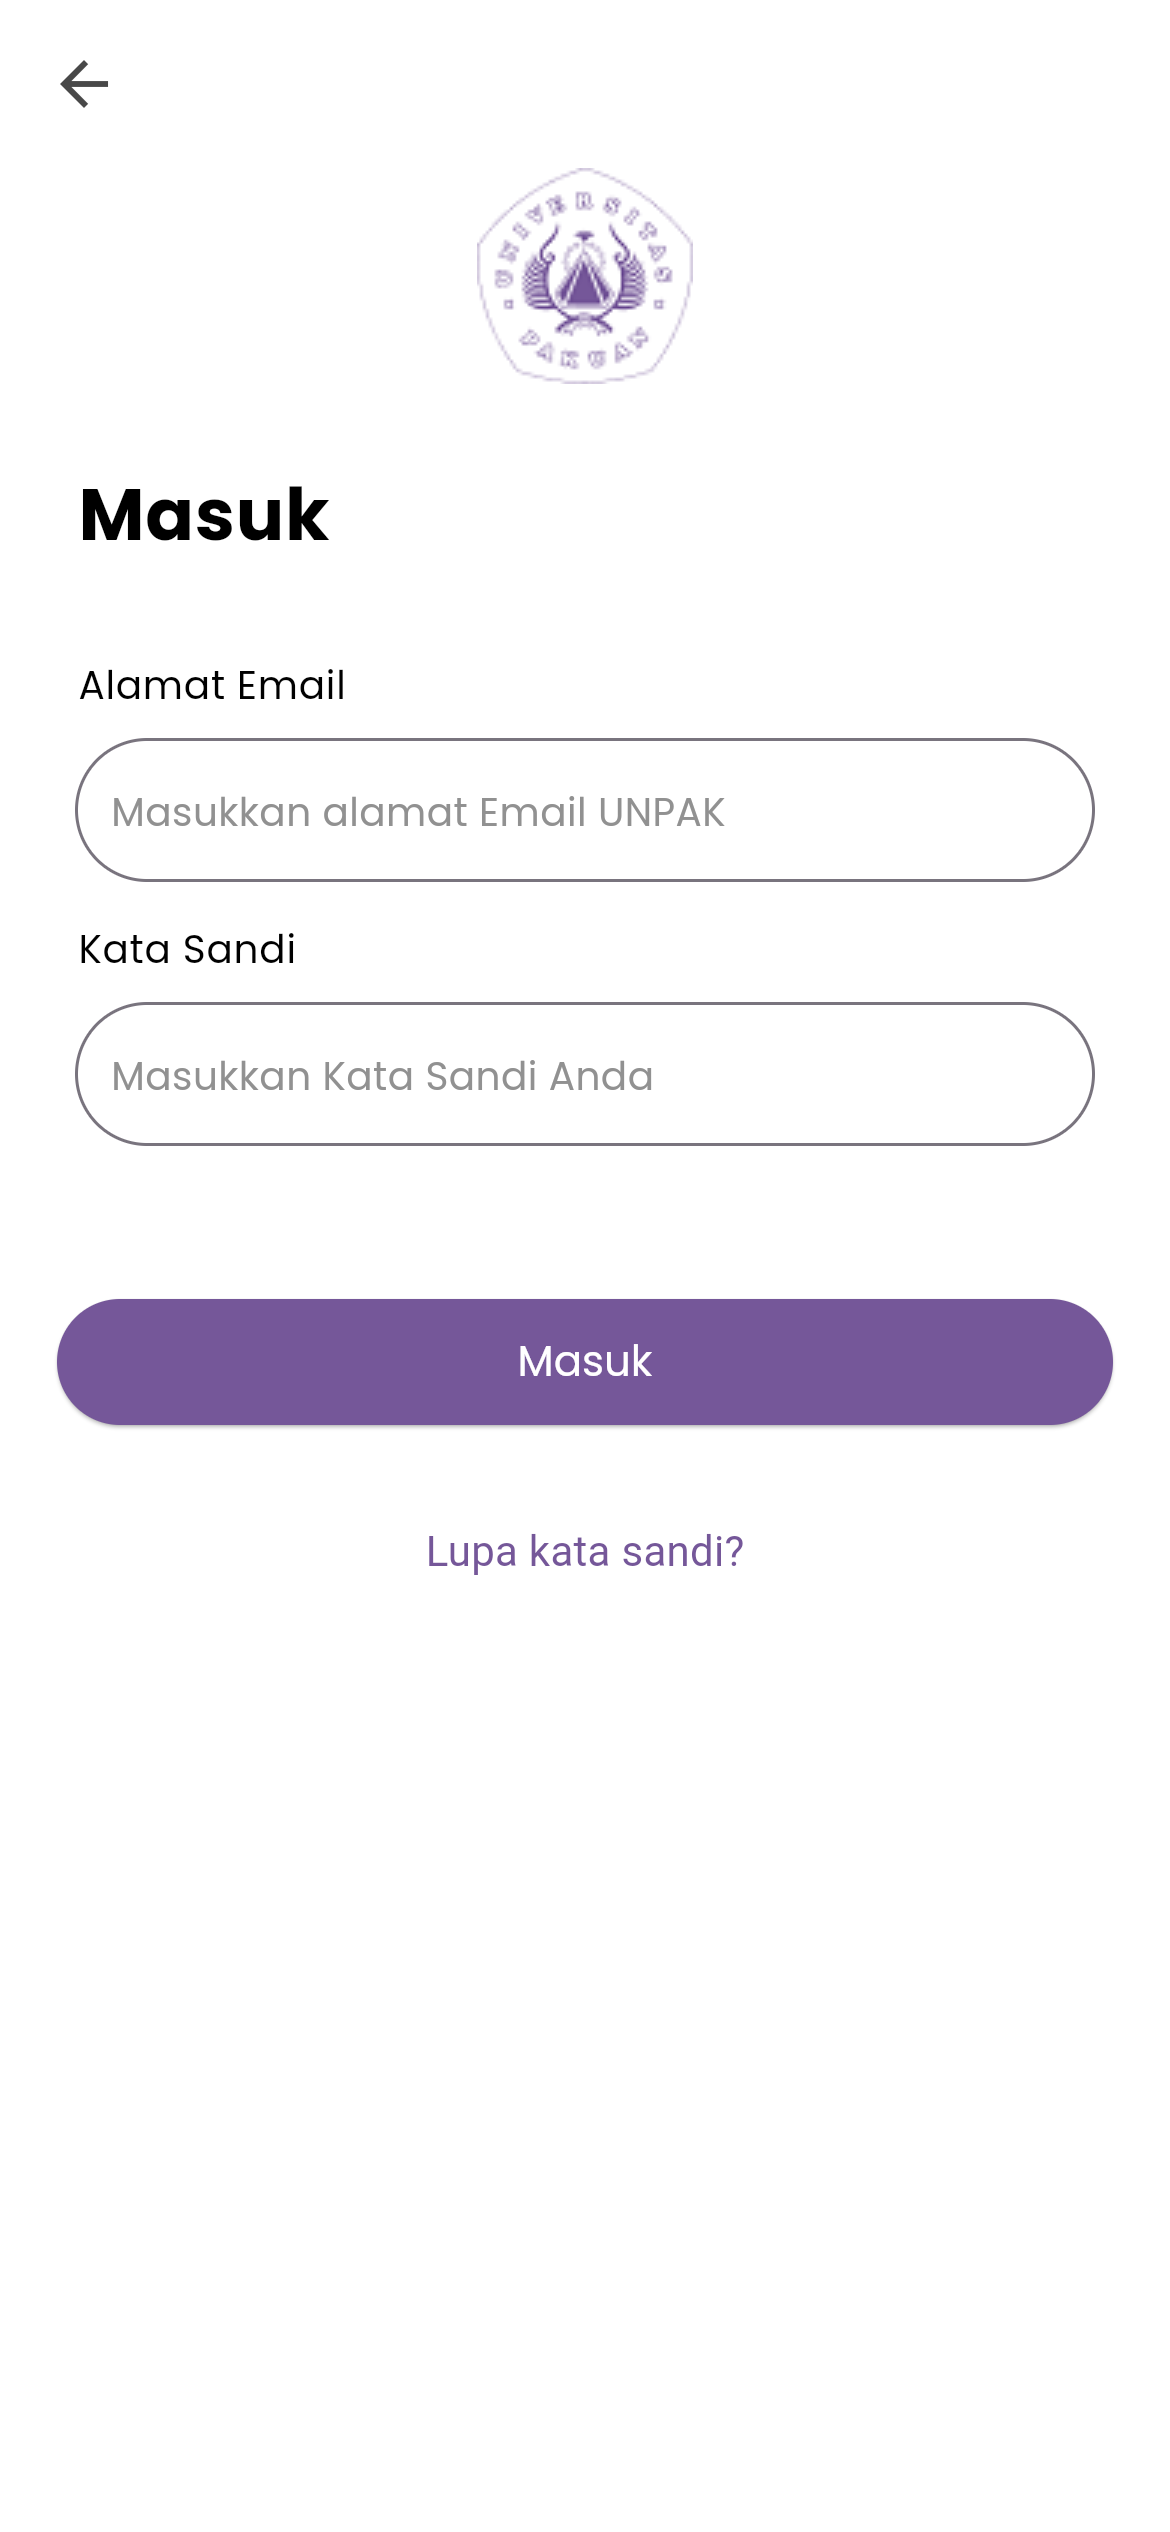 UNIVERSITAS
PAKUAN
Masuk
Alamat Email
Masukkan alamat Email UNPAK
Kata Sandi
Masukkan Kata Sandi Anda
Masuk
Lupa kata sandi?